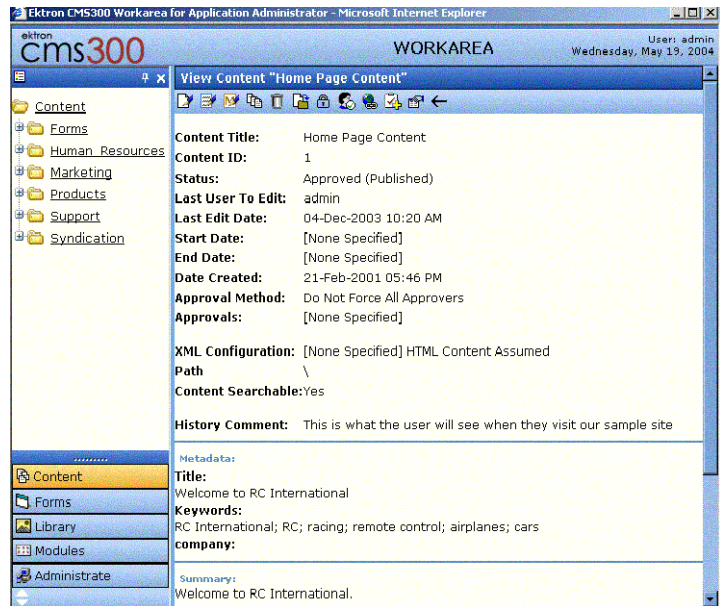 Ektron CMS300 Workarea for Application Administrator - Microsoft Internet Explorer
ektron
cms300
WORKAREA
User: admin
Wednesday, May 19, 2004
View Content "Home Page Content"
Content
Forms
Human Resources
Marketing
Products
Support
Syndication
Content Title: Home Page Content
Content ID: 1
Status: Approved (Published)
Last User To Edit: admin
Last Edit Date: 04-Dec-2003 10:20 AM
Start Date: [None Specified]
End Date: [None Specified]
Date Created: 21-Feb-2001 05:46 PM
Approval Method: Do Not Force All Approvers
Approvals: [None Specified]
XML Configuration: [None Specified] HTML Content Assumed
Path \
Content Searchable:Yes
History Comment: This is what the user will see when they visit our sample site
Metadata:
Title:
Welcome to RC International
Keywords:
RC International; RC; racing; remote control; airplanes; cars
company:
Summary:
Welcome to RC International.
Content
Forms
Library
Modules
Administrate